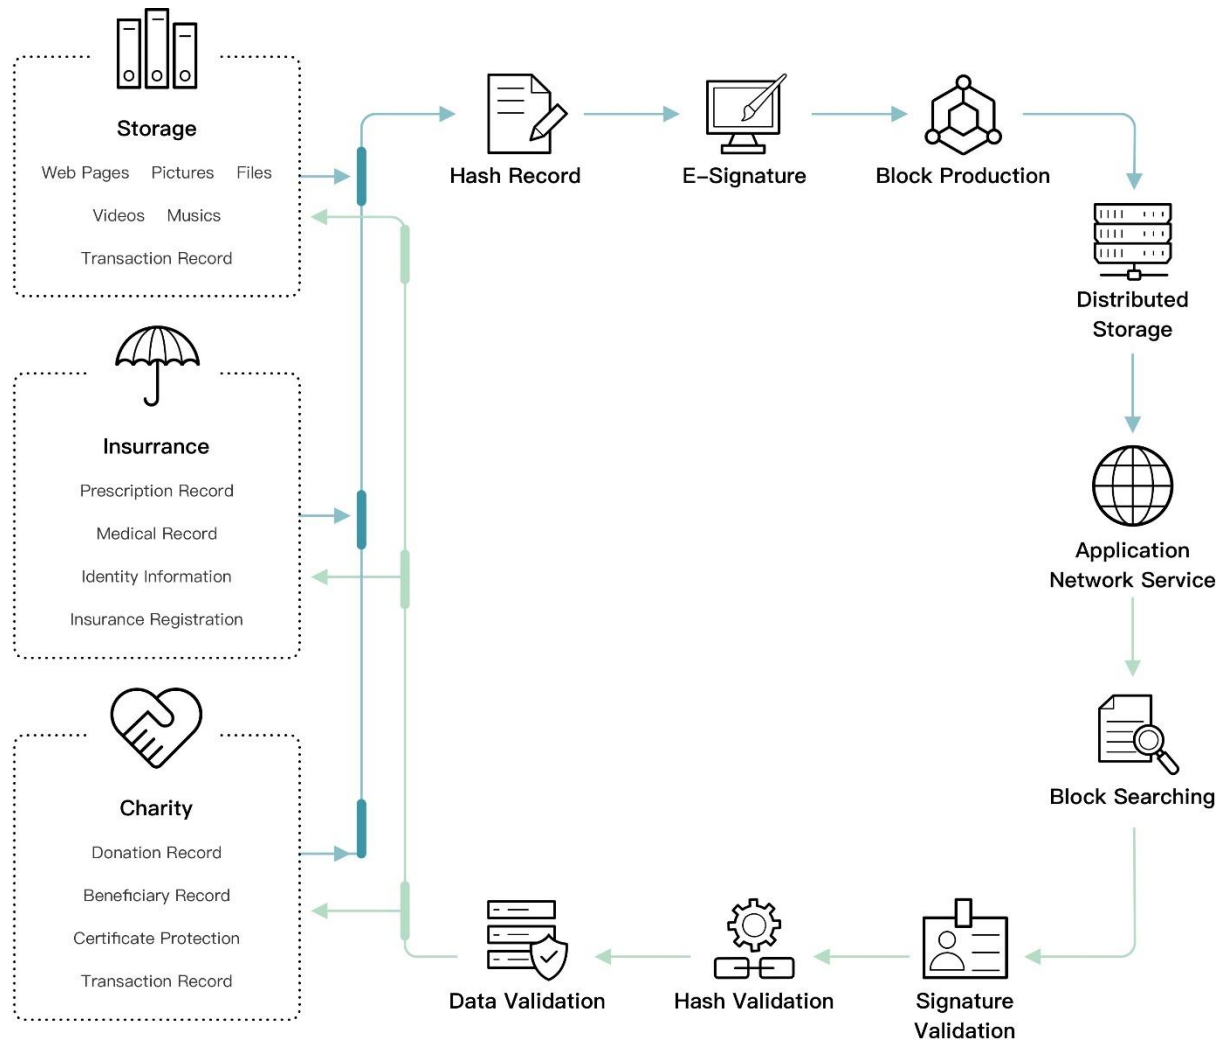 Storage
Web Pages Pictures Files
Videos Musics
Transaction Record
Insurrance
Prescription Record
Medical Record
Identity Information
Insurance Registration
Charity
Donation Record
Beneficiary Record
Certificate Protection
Transaction Record
Hash Record
E-Signature
Block Production
Distributed
Storage
Application
Network Service
Block Searching
Signature
Validation
Hash Validation
Data Validation